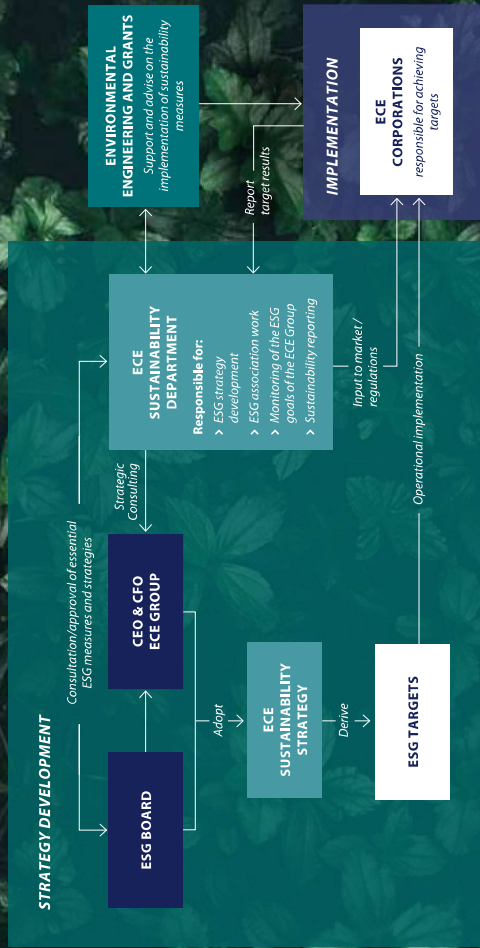 STRATEGY DEVELOPMENT
Consultation/approval of essential
ESG measures and strategies
ESG BOARD
CEO & CFO
ECE GROUP
Strategic
Consulting
ECE
SUSTAINABILITY
DEPARTMENT
Responsible for:
> ESG strategy
development
> ESG association work
> Monitoring of the ESG
goals of the ECE Group
> Sustainability reporting
ENVIRONMENTAL
ENGINEERING AND GRANTS
Support and advise on the
implementation of sustainability
measures
Adopt
ECE
SUSTAINABILITY
STRATEGY
Derive
ESG TARGETS
Report
target results
Input to market/
regulations
Operational implementation
IMPLEMENTATION
ECE
CORPORATIONS
responsible for achieving
targets